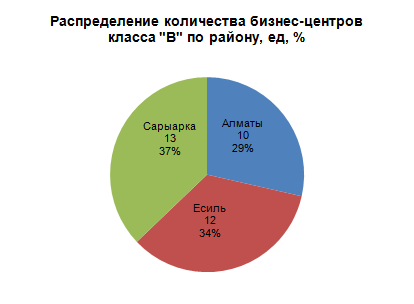 Распределение количества бизнес-центров
класса "В" по району, ед, %
Сарыарка
13
37%
Алматы
10
29%
Есиль
12
34%